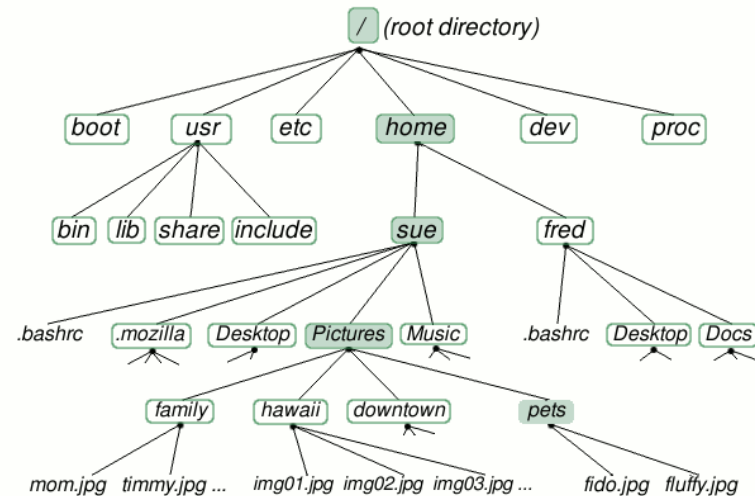 / (root directory)
boot usr etc home dev proc
bin lib share include sue fred
.bashrc .mozilla Desktop Pictures Music .bashrc Desktop Docs
family hawaii downtown pets
mom.jpg timmy.jpg ... img01.jpg img02.jpg img03.jpg ... fido.jpg fluffy.jpg